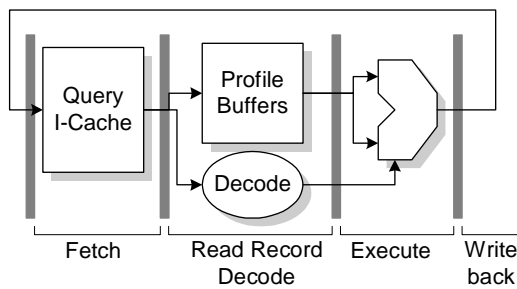 Query
I-Cache
Profile
Buffers
Decode
Fetch
Read Record
Decode
Execute
Write
back